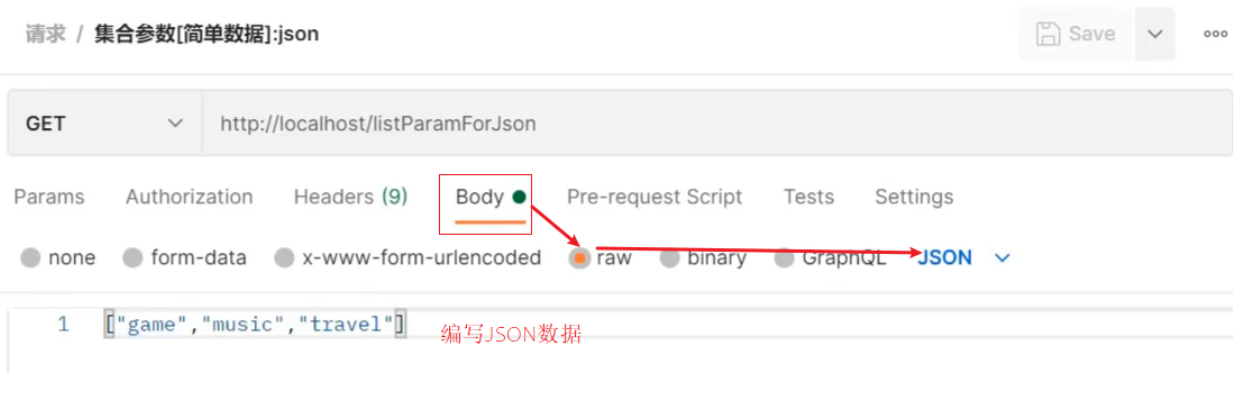 请求 / 集合参数[简单数据]:json Save
GET http://localhost/listParamForJson
Params Authorization Headers (9) Body Pre-request Script Tests Settings
none form-data x-www-form-urlencoded raw binary GraphQL JSON
1 ["game","music","travel"] 编写JSON数据